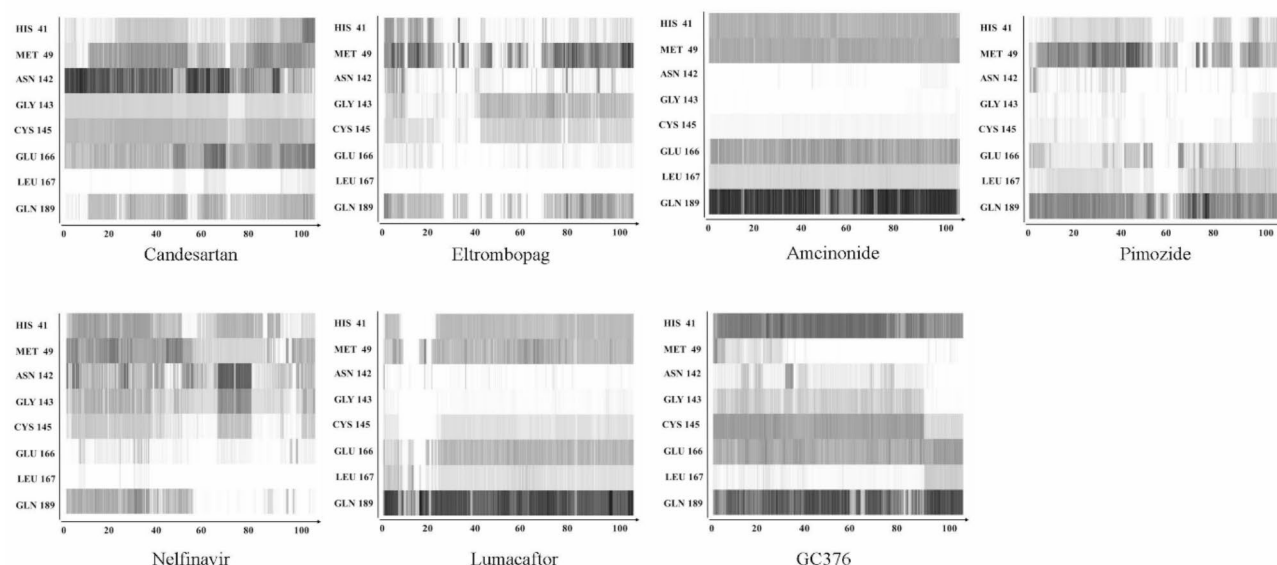 HIS 41
MET 49
ASN 142
GLY 143
CYS 145
GLU 166
LEU 167
GLN 189
0 20 40 60 80 100
Candesartan
HIS 41
MET 49
ASN 142
GLY 143
CYS 145
GLU 166
LEU 167
GLN 189
0 20 40 60 80 100
Eltrombopag
HIS 41
MET 49
ASN 142
GLY 143
CYS 145
GLU 166
LEU 167
GLN 189
0 20 40 60 80 100
Amcinonide
HIS 41
MET 49
ASN 142
GLY 143
CYS 145
GLU 166
LEU 167
GLN 189
0 20 40 60 80 100
Pimozide
HIS 41
MET 49
ASN 142
GLY 143
CYS 145
GLU 166
LEU 167
GLN 189
0 20 40 60 80 100
Nelfinavir
HIS 41
MET 49
ASN 142
GLY 143
CYS 145
GLU 166
LEU 167
GLN 189
0 20 40 60 80 100
Lumacaftor
HIS 41
MET 49
ASN 142
GLY 143
CYS 145
GLU 166
LEU 167
GLN 189
0 20 40 60 80 100
GC376